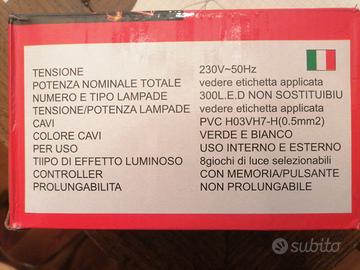 TENSIONE 230V~50Hz
POTENZA NOMINALE TOTALE vedere etichetta applicata
NUMERO E TIPO LAMPADE 300L.E.D NON SOSTITUIBIU
TENSIONE/POTENZA LAMPADE vedere etichetta applicata
CAVI PVC H03VH7-H(0.5mm2)
COLORE CAVI VERDE E BIANCO
PER USO USO INTERNO E ESTERNO
TIIPO DI EFFETTO LUMINOSO 8giochi di luce selezionabili
CONTROLLER CON MEMORIA/PULSANTE
PROLUNGABILITA NON PROLUNGABILE
subito